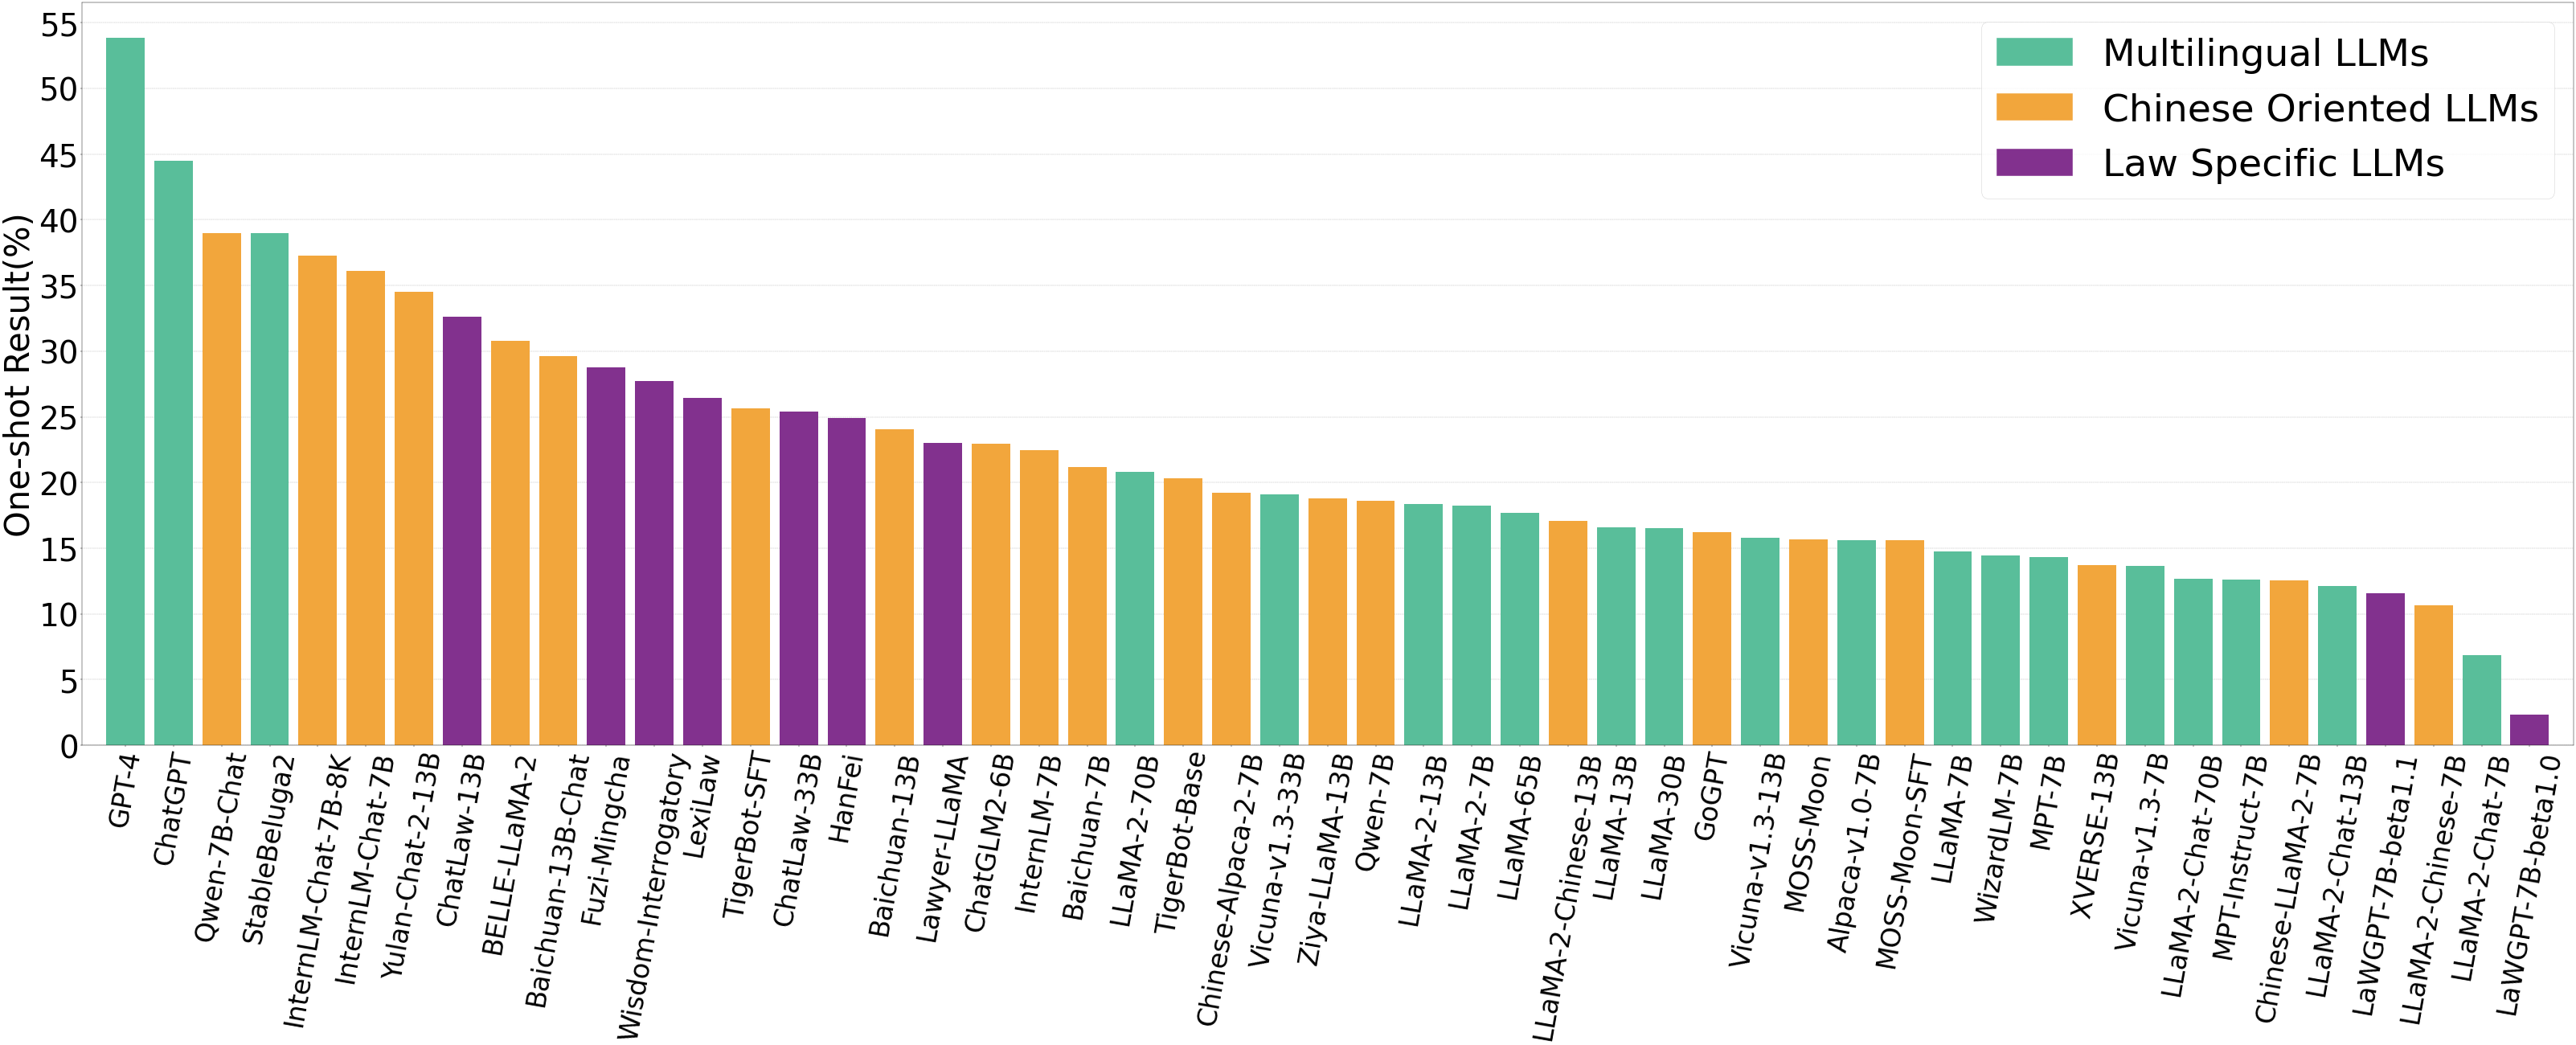 One-shot Result(%)
55
50
45
40
35
30
25
20
15
10
5
0
Multilingual LLMs
Chinese Oriented LLMs
Law Specific LLMs
GPT-4
ChatGPT
Qwen-7B-Chat
StableBeluga2
InternLM-Chat-7B-8K
InternLM-Chat-7B
Yulan-Chat-2-13B
ChatLaw-13B
BELLE-LLaMA-2
Baichuan-13B-Chat
Fuzi-Mingcha
Wisdom-Interrogatory
LexiLaw
TigerBot-SFT
ChatLaw-33B
HanFei
Baichuan-13B
Lawyer-LLaMA
ChatGLM2-6B
InternLM-7B
Baichuan-7B
LLaMA-2-70B
TigerBot-Base
Chinese-Alpaca-2-7B
Vicuna-v1.3-33B
Ziya-LLaMA-13B
Qwen-7B
LLaMA-2-13B
LLaMA-2-7B
LLaMA-65B
LLaMA-2-Chinese-13B
LLaMA-13B
LLaMA-30B
GoGPT
Vicuna-v1.3-13B
MOSS-Moon
Alpaca-v1.0-7B
MOSS-Moon-SFT
LLaMA-7B
WizardLM-7B
MPT-7B
XVERSE-13B
Vicuna-v1.3-7B
LLaMA-2-Chat-70B
MPT-Instruct-7B
Chinese-LLaMA-2-7B
LLaMA-2-Chat-13B
LaWGPT-7B-beta1.1
LLaMA-2-Chinese-7B
LLaMA-2-Chat-7B
LaWGPT-7B-beta1.0